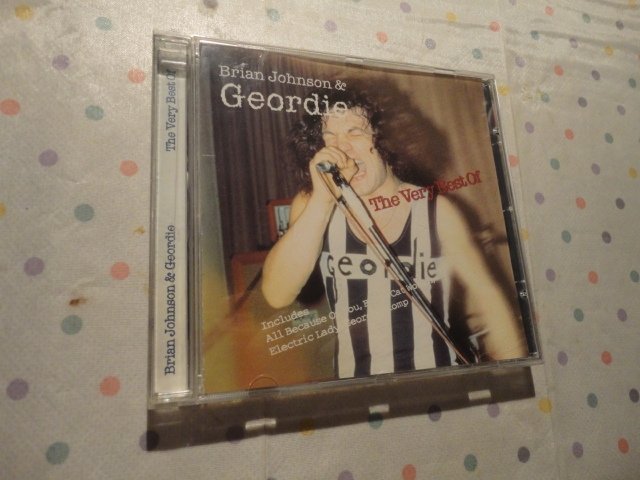 Brian Johnson &
Geordie
The Very Best Of
geordie
Includes
All Because Of You,
Electric Lady,
Brian Johnson & Geordie
The Very Best Of